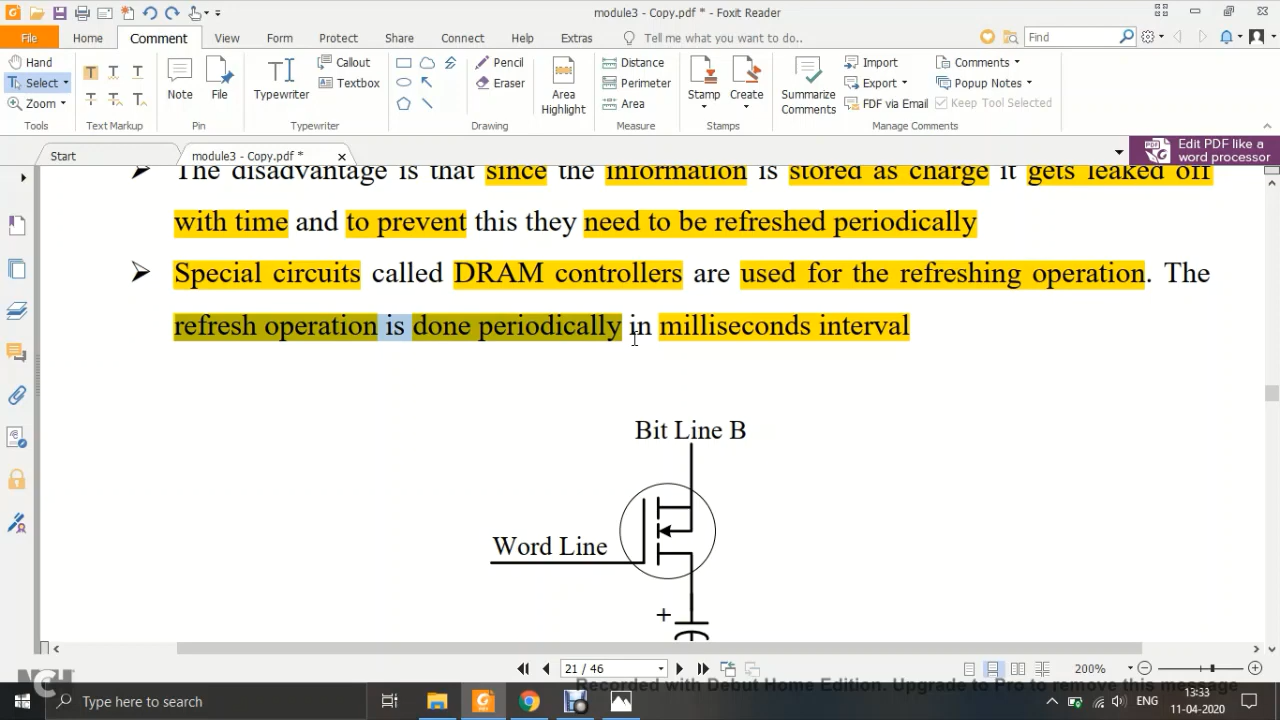 module3 - Copy.pdf * - Foxit Reader
File Home Comment View Form Protect Share Connect Help Extras Tell me what you want to do.. Find
Hand
Select
Zoom
Tools
T T T
T T T
Text Markup
Note
File
Pin
Typewriter
Callout
Textbox
Typewriter
Pencil
Eraser
Area
Highlight
Drawing
Distance
Perimeter
Area
Measure
Stamp
Create
Stamps
Summarize
Comments
Import
Export
FDF via Email
Comments
Popup Notes
Keep Tool Selected
Manage Comments
Start
module3 - Copy.pdf *
Edit PDF like a
word processor
The disadvantage is that since the information is stored as charge it gets leaked off
with time and to prevent this they need to be refreshed periodically
Special circuits called DRAM controllers are used for the refreshing operation. The
refresh operation is done periodically in milliseconds interval
Bit Line B
Word Line
+
21 / 46
200%
NCH
Recorded with Debut Home Edition. Upgrade to Pro to remove this message
Type here to search
ENG
13:33
11-04-2020